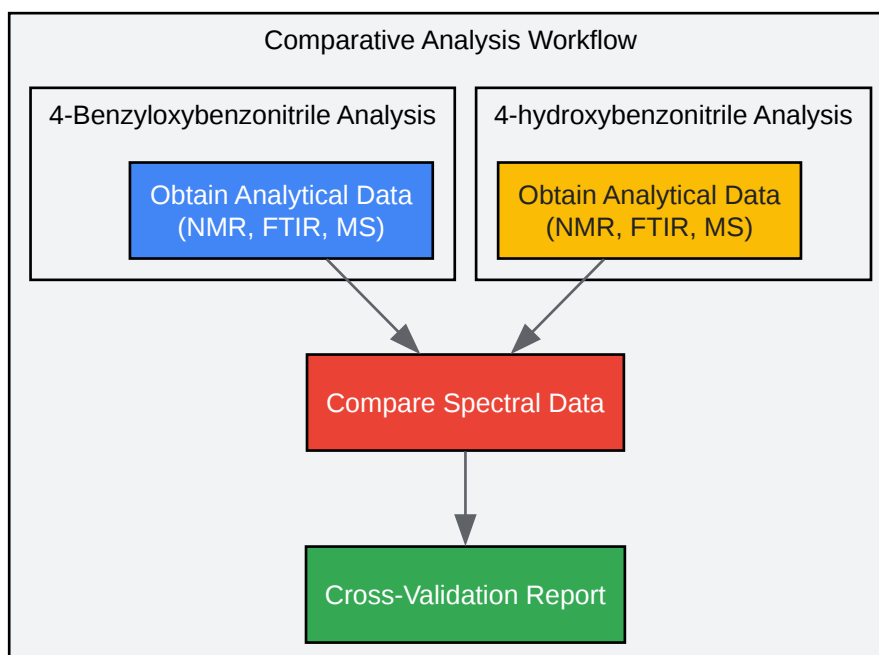 Comparative Analysis Workflow
4-Benzyloxybenzonitrile Analysis
Obtain Analytical Data
(NMR, FTIR, MS)
4-hydroxybenzonitrile Analysis
Obtain Analytical Data
(NMR, FTIR, MS)
Compare Spectral Data
Cross-Validation Report